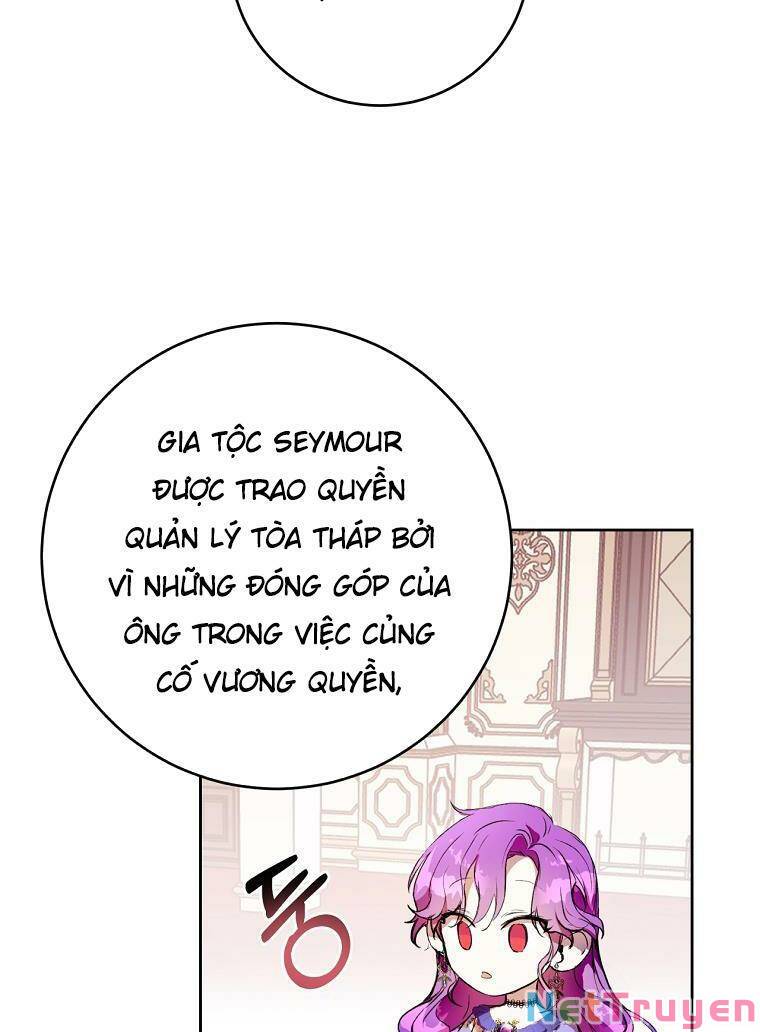 GIA TỘC SEYMOUR
ĐƯỢC TRAO QUYỀN
QUẢN LÝ TÒA THÁP BỞI
VÌ NHỮNG ĐÓNG GÓP CỦA
ÔNG TRONG VIỆC CỦNG
CỐ VƯƠNG QUYỀN,
NetTruyen